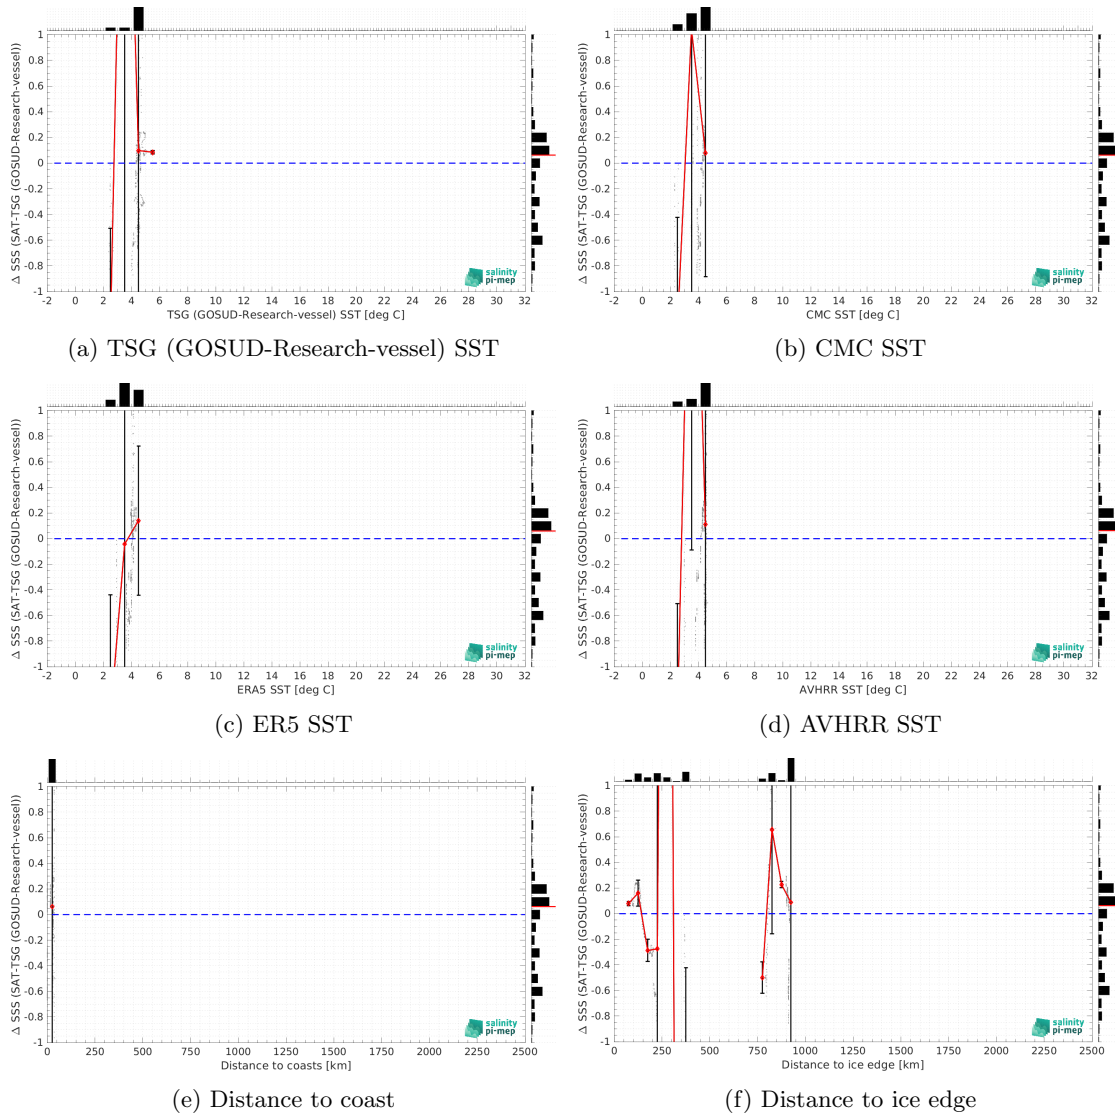 Δ SSS (SAT-TSG (GOSUD-Research-vessel))
1
0.8
0.6
0.4
0.2
0
-0.2
-0.4
-0.6
-0.8
-1
-2 0 2 4 6 8 10 12 14 16 18 20 22 24 26 28 30 32
TSG (GOSUD-Research-vessel) SST [deg C]
salinity
pi-mep
(a) TSG (GOSUD-Research-vessel) SST
Δ SSS (SAT-TSG (GOSUD-Research-vessel))
1
0.8
0.6
0.4
0.2
0
-0.2
-0.4
-0.6
-0.8
-1
-2 0 2 4 6 8 10 12 14 16 18 20 22 24 26 28 30 32
CMC SST [deg C]
salinity
pi-mep
(b) CMC SST
Δ SSS (SAT-TSG (GOSUD-Research-vessel))
1
0.8
0.6
0.4
0.2
0
-0.2
-0.4
-0.6
-0.8
-1
-2 0 2 4 6 8 10 12 14 16 18 20 22 24 26 28 30 32
ERA5 SST [deg C]
salinity
pi-mep
(c) ER5 SST
Δ SSS (SAT-TSG (GOSUD-Research-vessel))
1
0.8
0.6
0.4
0.2
0
-0.2
-0.4
-0.6
-0.8
-1
-2 0 2 4 6 8 10 12 14 16 18 20 22 24 26 28 30 32
AVHRR SST [deg C]
salinity
pi-mep
(d) AVHRR SST
Δ SSS (SAT-TSG (GOSUD-Research-vessel))
1
0.8
0.6
0.4
0.2
0
-0.2
-0.4
-0.6
-0.8
-1
0 250 500 750 1000 1250 1500 1750 2000 2250 2500
Distance to coasts [km]
salinity
pi-mep
(e) Distance to coast
Δ SSS (SAT-TSG (GOSUD-Research-vessel))
1
0.8
0.6
0.4
0.2
0
-0.2
-0.4
-0.6
-0.8
-1
0 250 500 750 1000 1250 1500 1750 2000 2250 2500
Distance to ice edge [km]
salinity
pi-mep
(f) Distance to ice edge